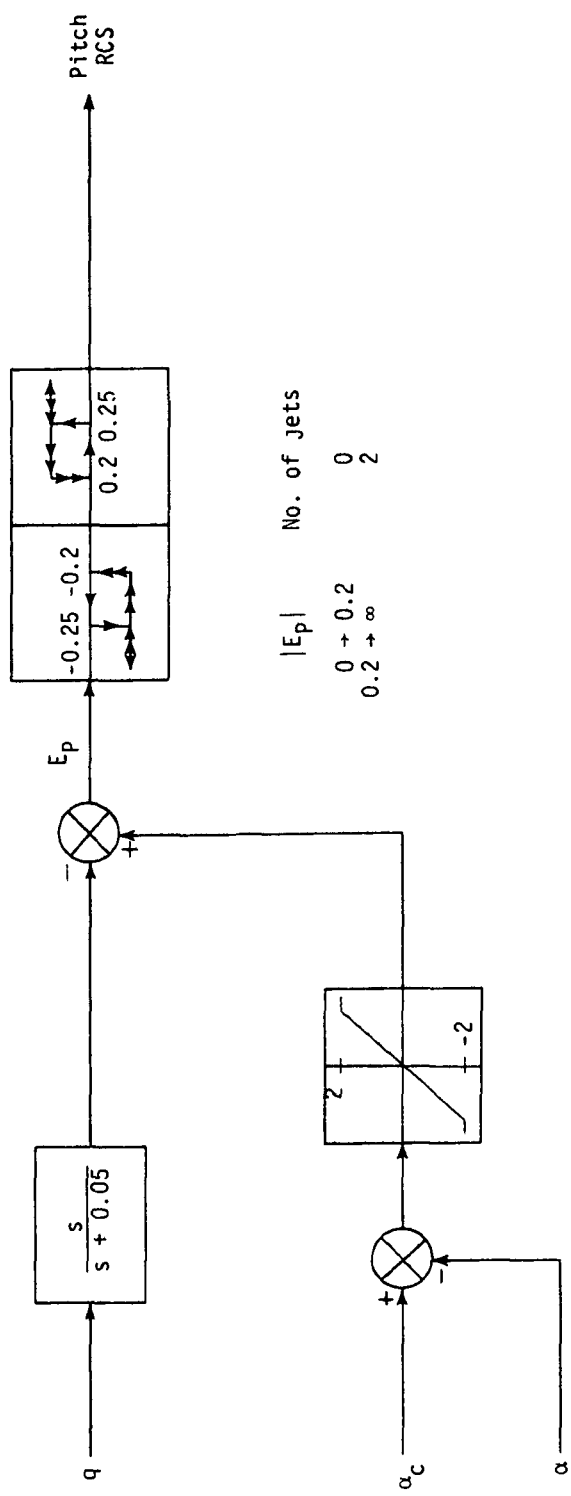 q
s
s + 0.05
−
+
E_p
-0.25 -0.2
0.2 0.25
Pitch
RCS
α_c
+
−
α
2
-2
|E_p| No. of jets
0 → 0.2 0
0.2 → ∞ 2